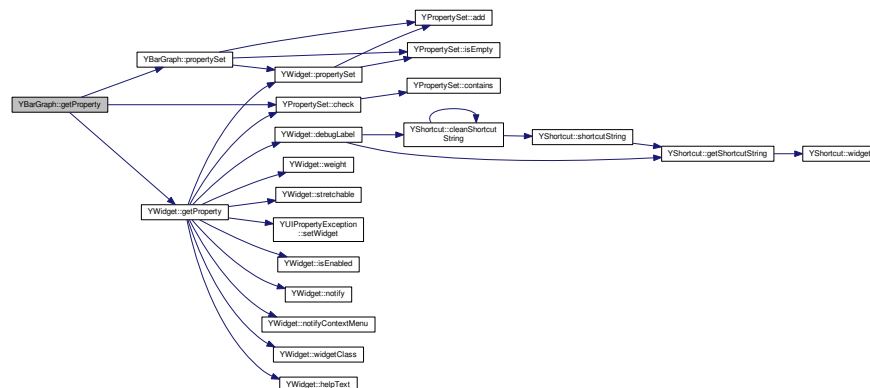 YPropertySet::add
YBarGraph::propertySet
YPropertySet::isEmpty
YWidget::propertySet
YPropertySet::contains
YBarGraph::getProperty
YPropertySet::check
YWidget::debugLabel
YShortcut::cleanShortcut
String
YShortcut::shortcutString
YShortcut::getShortcutString
YShortcut::widget
YWidget::weight
YWidget::stretchable
YWidget::getProperty
YUIPropertyException
::setWidget
YWidget::isEnabled
YWidget::notify
YWidget::notifyContextMenu
YWidget::widgetClass
YWidget::helpText